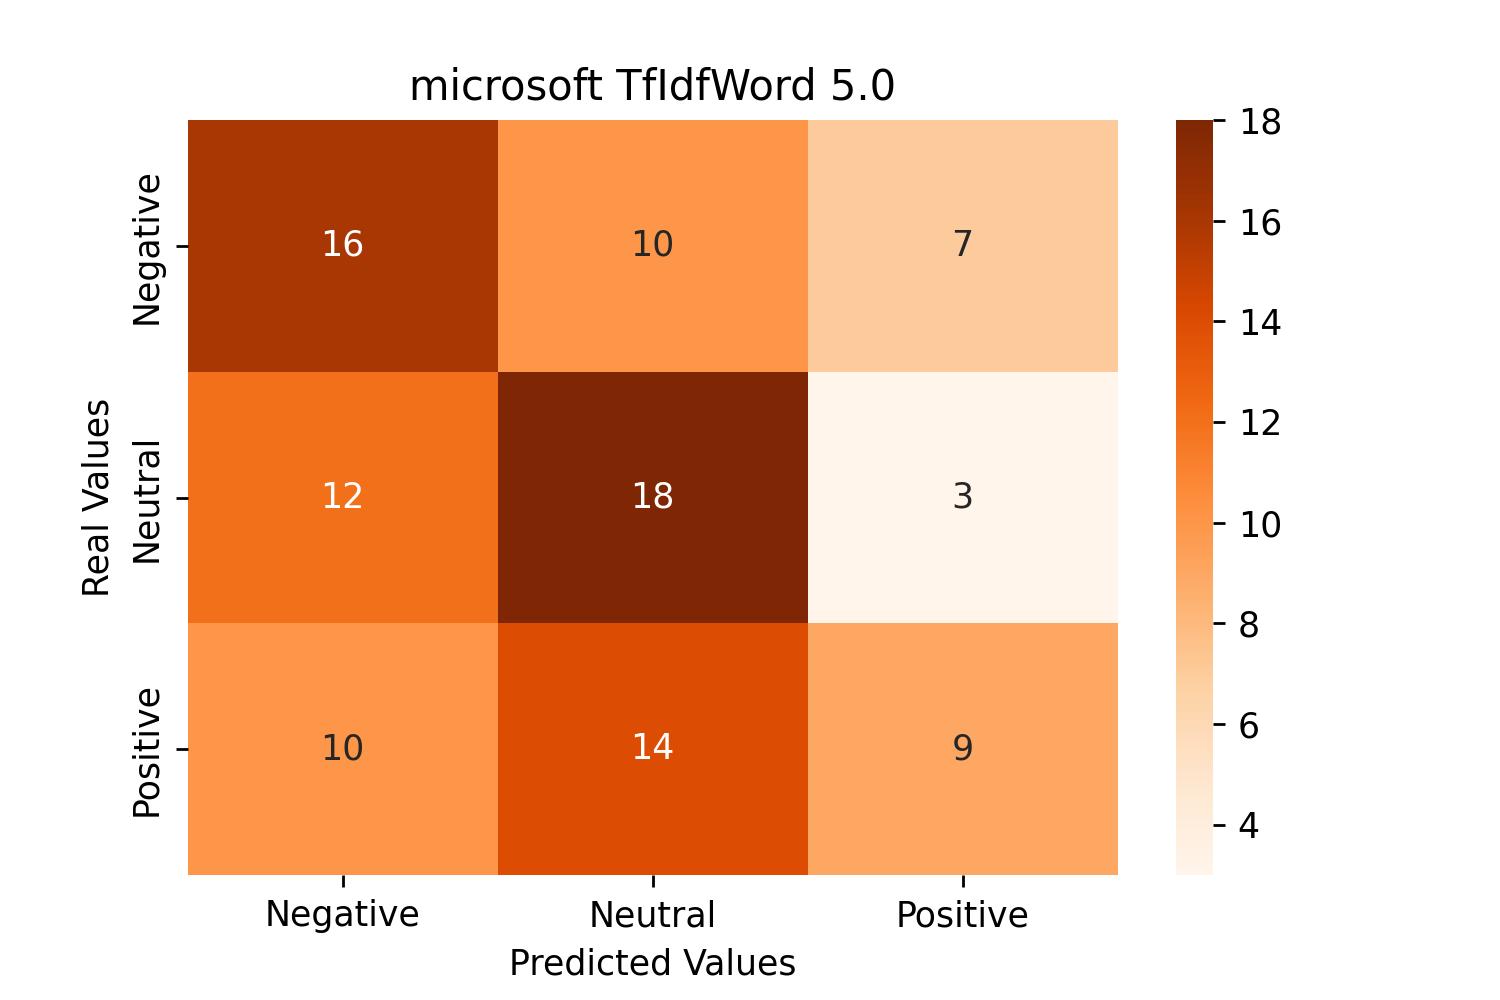 microsoft TfIdfWord 5.0
Real Values
Negative
16 10 7
Neutral
12 18 3
Positive
10 14 9
Negative Neutral Positive
Predicted Values
18
16
14
12
10
8
6
4